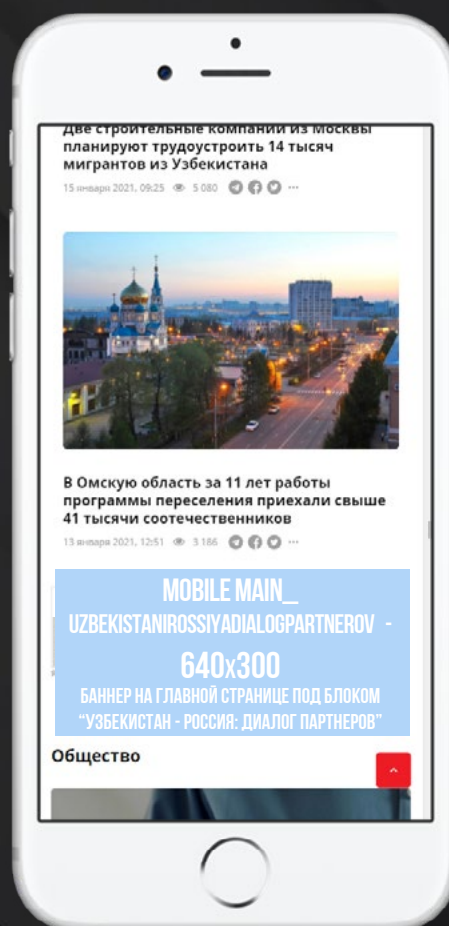 Две строительные компании из Москвы
планируют трудоустроить 14 тысяч
мигрантов из Узбекистана
15 января 2021, 09:25 5 080
В Омскую область за 11 лет работы
программы переселения приехали свыше
41 тысячи соотечественников
13 января 2021, 12:51 3 186
MOBILE MAIN_
UZBEKISTANIROSSIYADIALOGPARTNEROV -
640x300
БАННЕР НА ГЛАВНОЙ СТРАНИЦЕ ПОД БЛОКОМ
“УЗБЕКИСТАН - РОССИЯ: ДИАЛОГ ПАРТНЕРОВ”
Общество